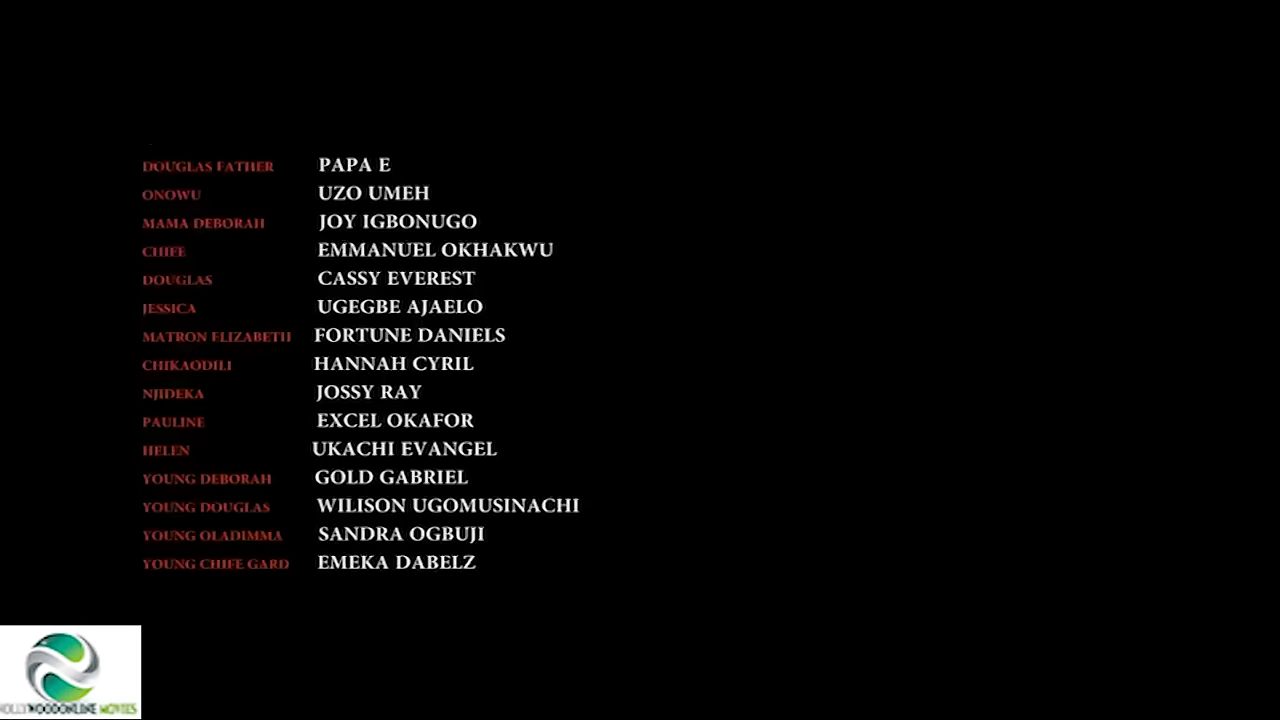 DOUGLAS FATHER PAPA E
ONOWU UZO UMEH
MAMA DEBORAH JOY IGBONUGO
CHIFE EMMANUEL OKHAKWU
DOUGLAS CASSY EVEREST
JESSICA UGEGBE AJAELO
MATRON ELIZABETH FORTUNE DANIELS
CHIKAODILI HANNAH CYRIL
NJIDEKA JOSSY RAY
PAULINE EXCEL OKAFOR
HELEN UKACHI EVANGEL
YOUNG DEBORAH GOLD GABRIEL
YOUNG DOUGLAS WILISON UGOMUSINACHI
YOUNG OLADIMMA SANDRA OGBUJI
YOUNG CHIFE GARD EMEKA DABELZ
NOLLYWOODONLINE MOVIES